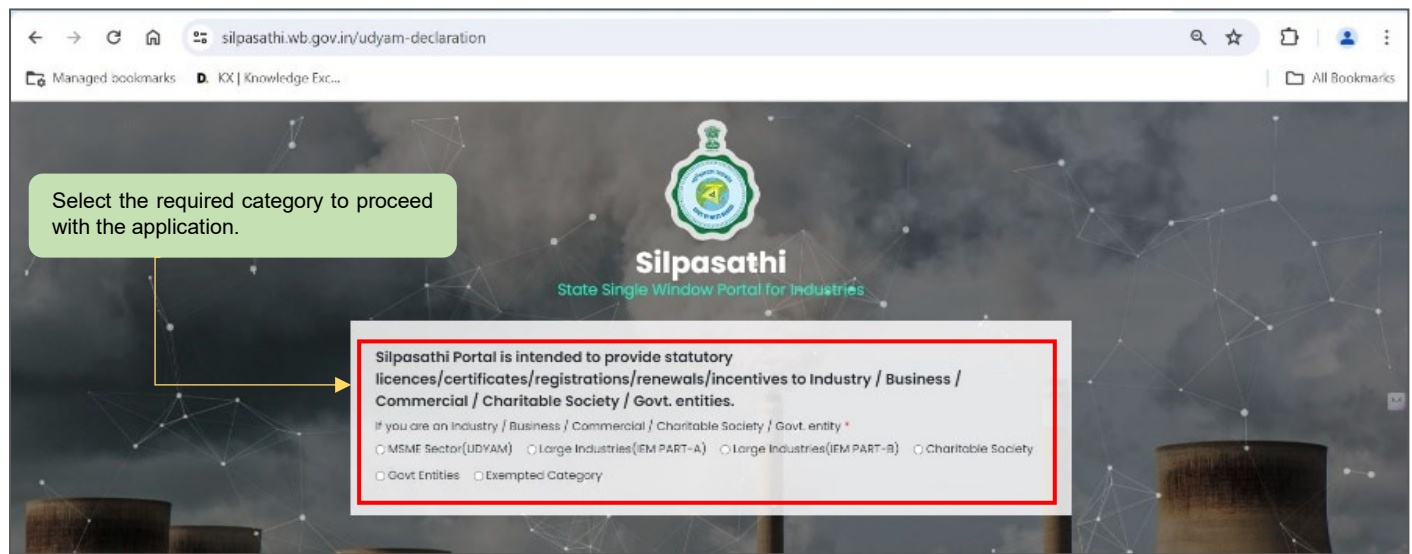 silpasathi.wb.gov.in/udyam-declaration
Managed bookmarks D. KX | Knowledge Exc... All Bookmarks
Select the required category to proceed
with the application.
Silpasathi
State Single Window Portal for Industries
Silpasathi Portal is intended to provide statutory
licences/certificates/registrations/renewals/incentives to Industry / Business /
Commercial / Charitable Society / Govt. entities.
If you are an Industry / Business / Commercial / Charitable Society / Govt. entity *
MSME Sector(UDYAM) Large Industries(IEM PART-A) Large Industries(IEM PART-B) Charitable Society
Govt Entities Exempted Category